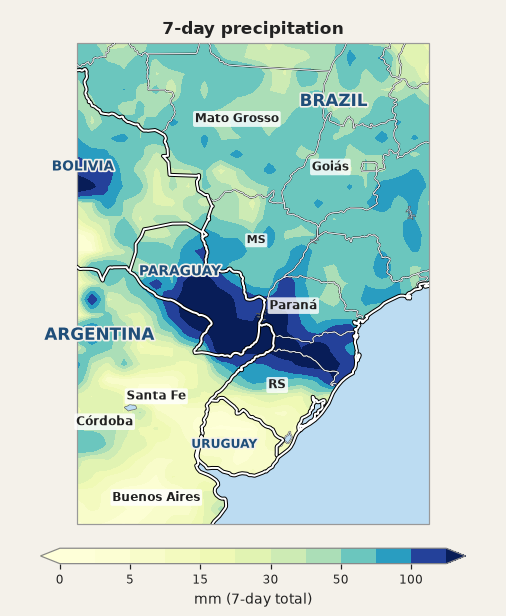 7-day precipitation
BRAZIL
Mato Grosso
BOLIVIA
Goiás
MS
PARAGUAY
Paraná
ARGENTINA
RS
Santa Fe
Córdoba
URUGUAY
Buenos Aires
0 5 15 30 50 100
mm (7-day total)